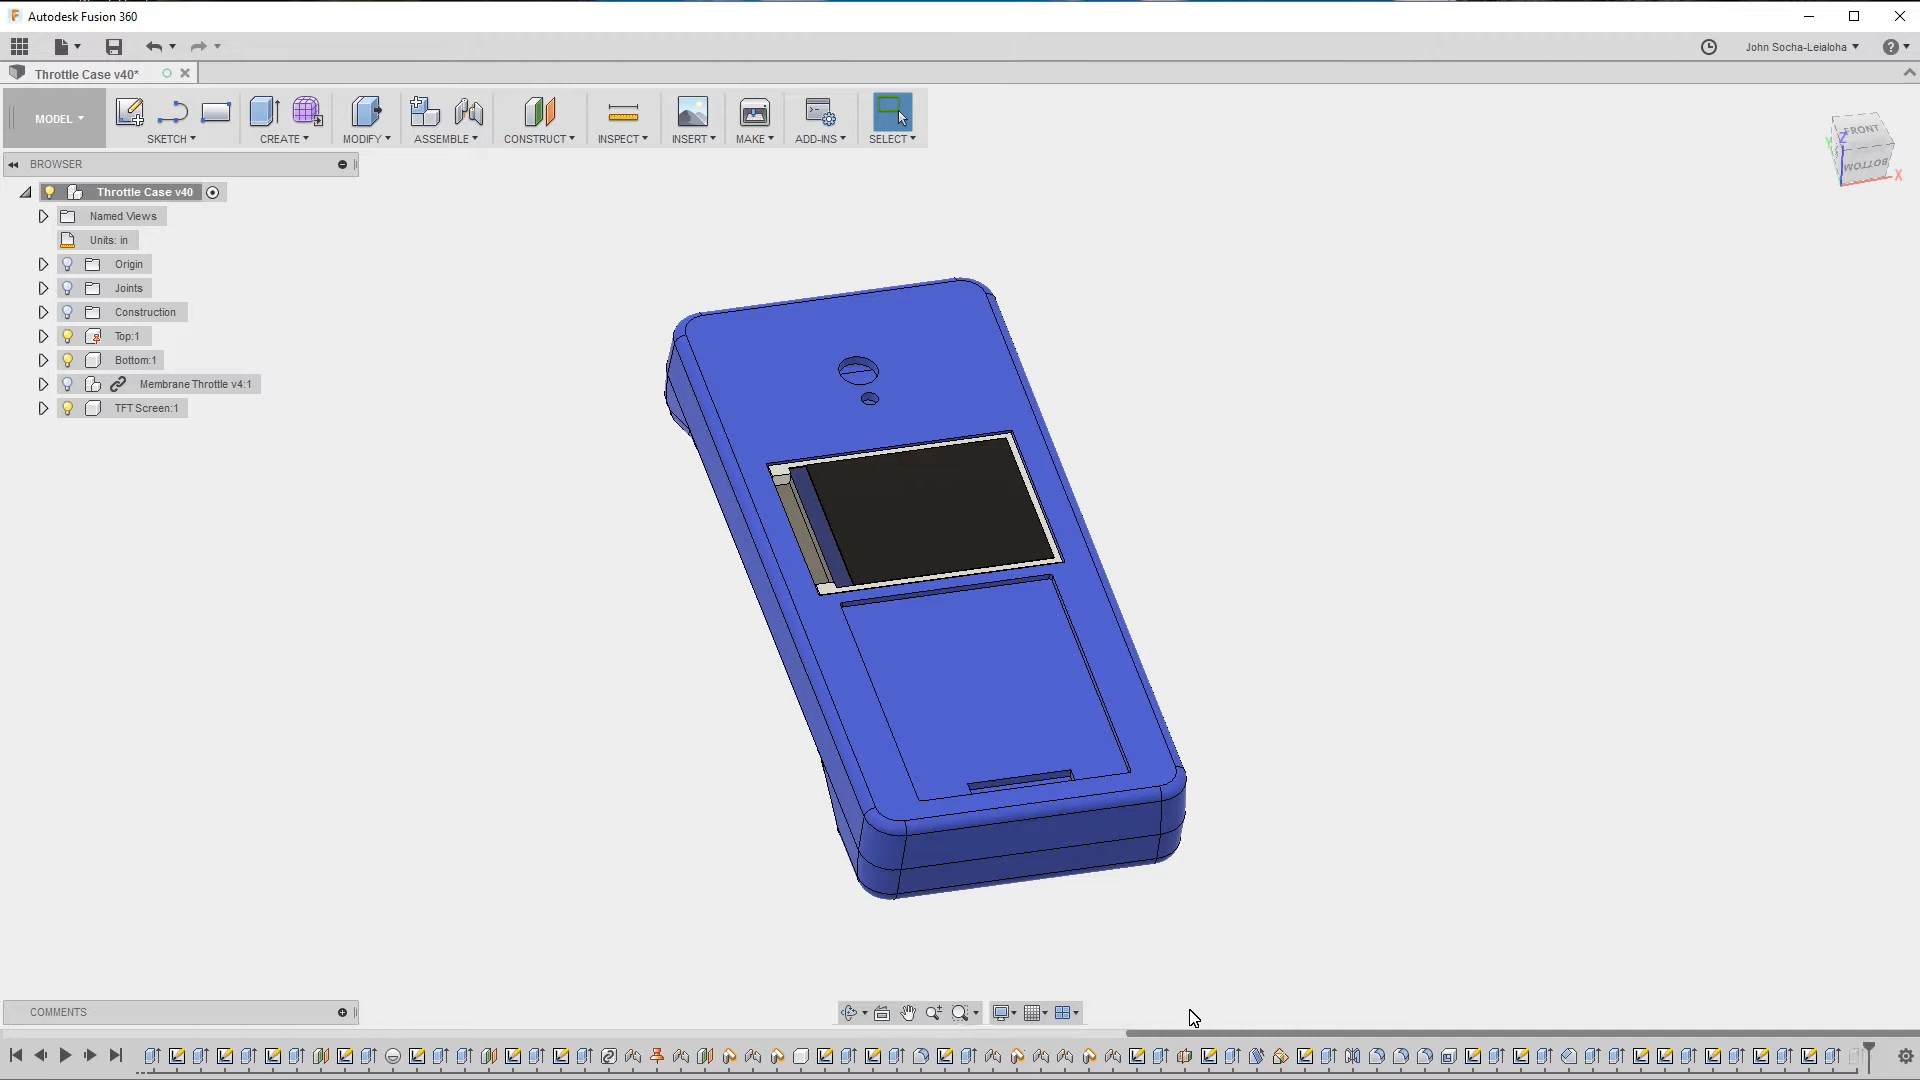 Autodesk Fusion 360
John Socha-Leialoha
Throttle Case v40*
MODEL
SKETCH
CREATE
MODIFY
ASSEMBLE
CONSTRUCT
INSPECT
INSERT
MAKE
ADD-INS
SELECT
FRONT
BOTTOM
Z
Y
X
BROWSER
Throttle Case v40
Named Views
Units: in
Origin
Joints
Construction
Top:1
Bottom:1
Membrane Throttle v4:1
TFT Screen:1
COMMENTS